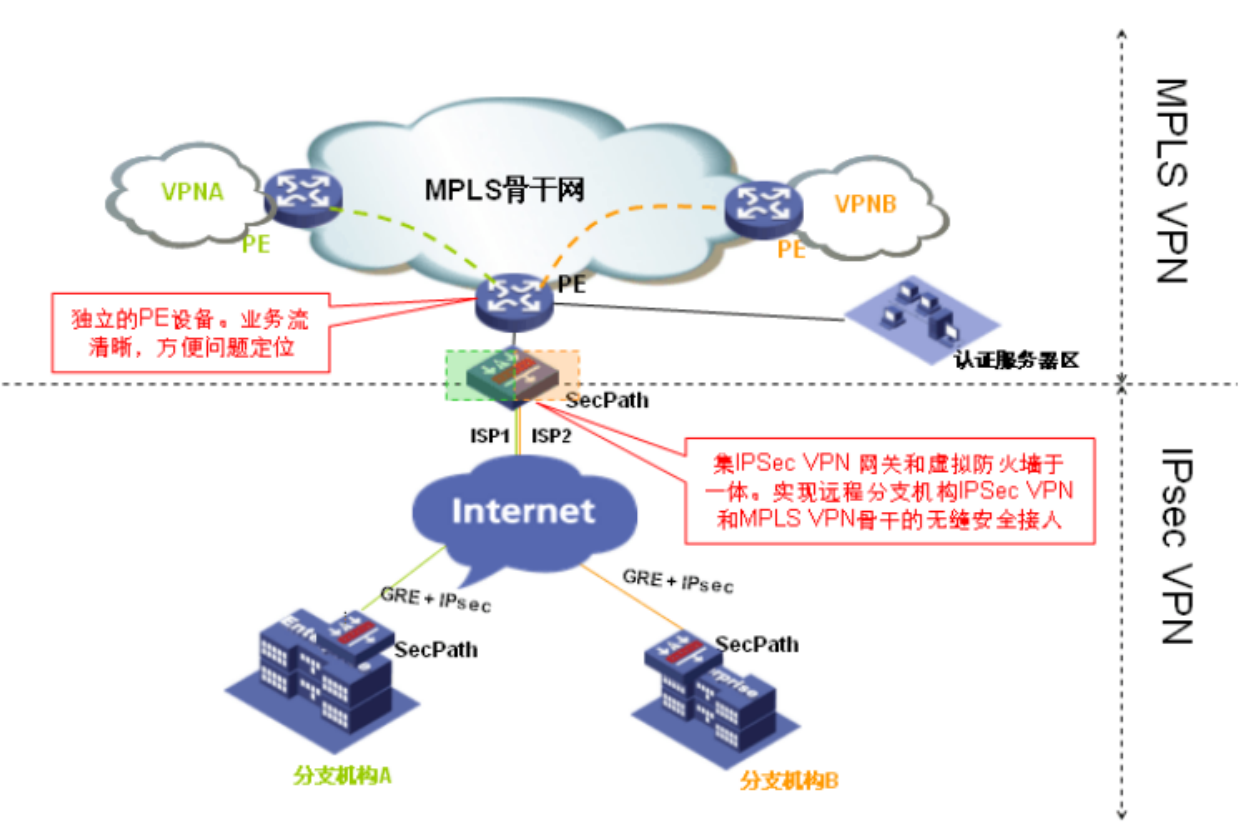 MPLS VPN
MPLS骨干网
VPNA
VPNB
PE
PE
PE
独立的PE设备。业务流
清晰，方便问题定位
认证服务器区
SecPath
ISP1
ISP2
集IPSec VPN 网关和虚拟防火墙于
一体。实现远程分支机构IPSec VPN
和MPLS VPN骨干的无缝安全接人
Internet
IPsec VPN
GRE + IPsec
GRE + IPsec
SecPath
SecPath
分支机构A
分支机构B